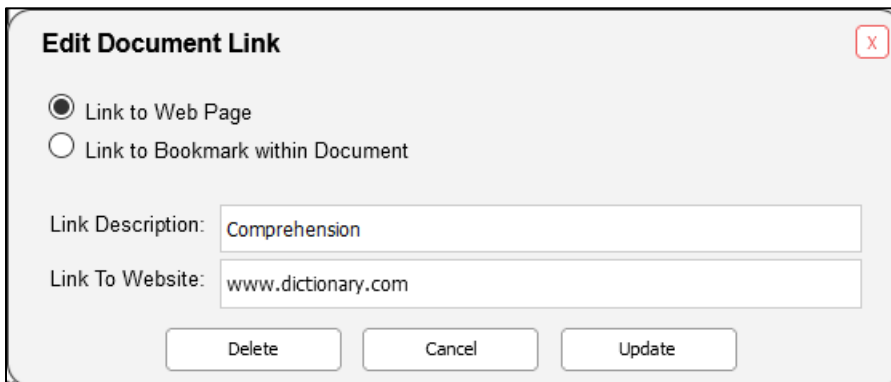 Edit Document Link
X
Link to Web Page
Link to Bookmark within Document
Link Description: Comprehension
Link To Website: www.dictionary.com
Delete Cancel Update